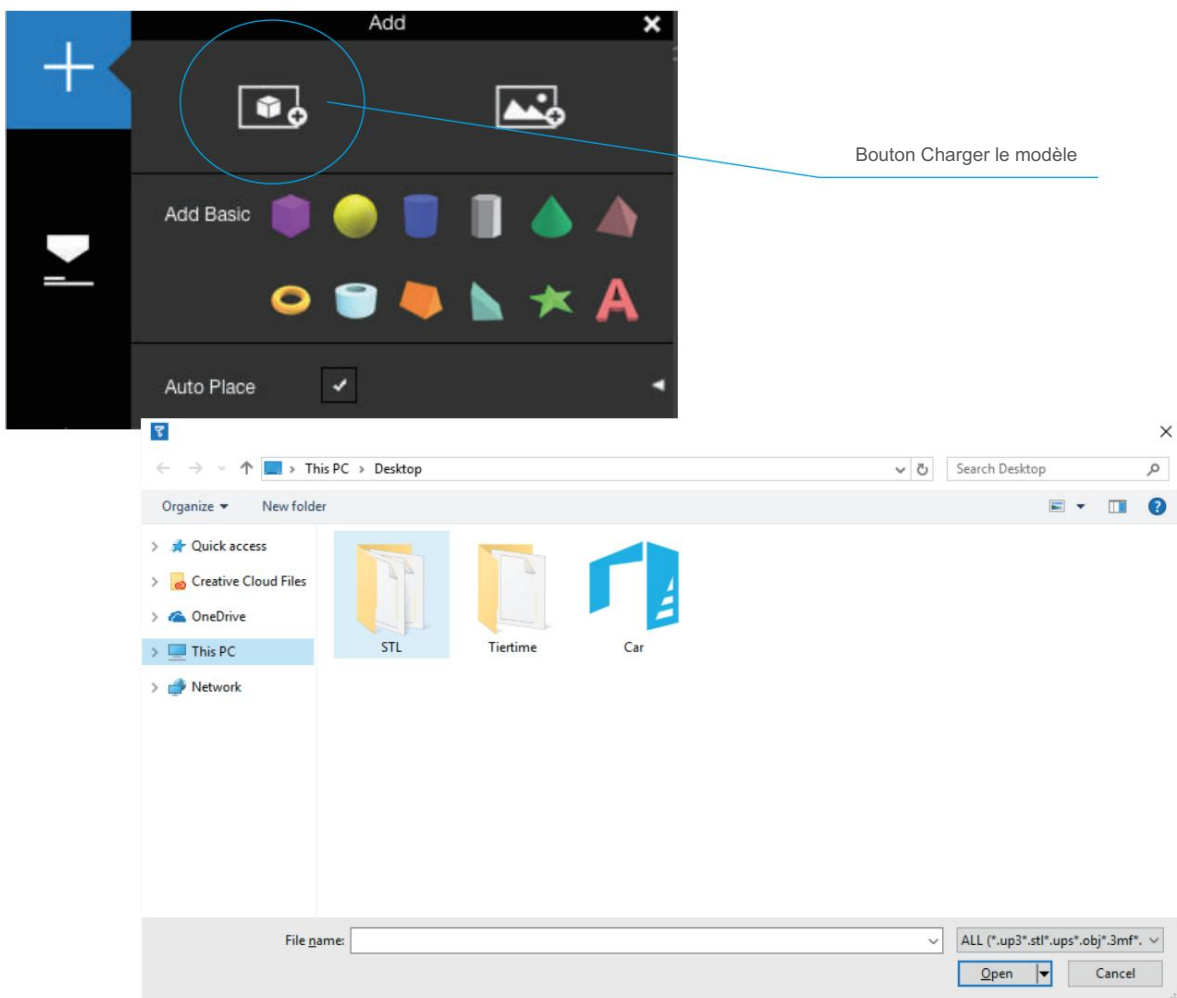 Add
Bouton Charger le modèle
Add Basic
A
Auto Place
This PC > Desktop
Search Desktop
Organize
New folder
Quick access
Creative Cloud Files
OneDrive
This PC
Network
STL
Tiertime
Car
File name:
ALL (*.up3*.stl*.ups*.obj*.3mf*.
Open
Cancel